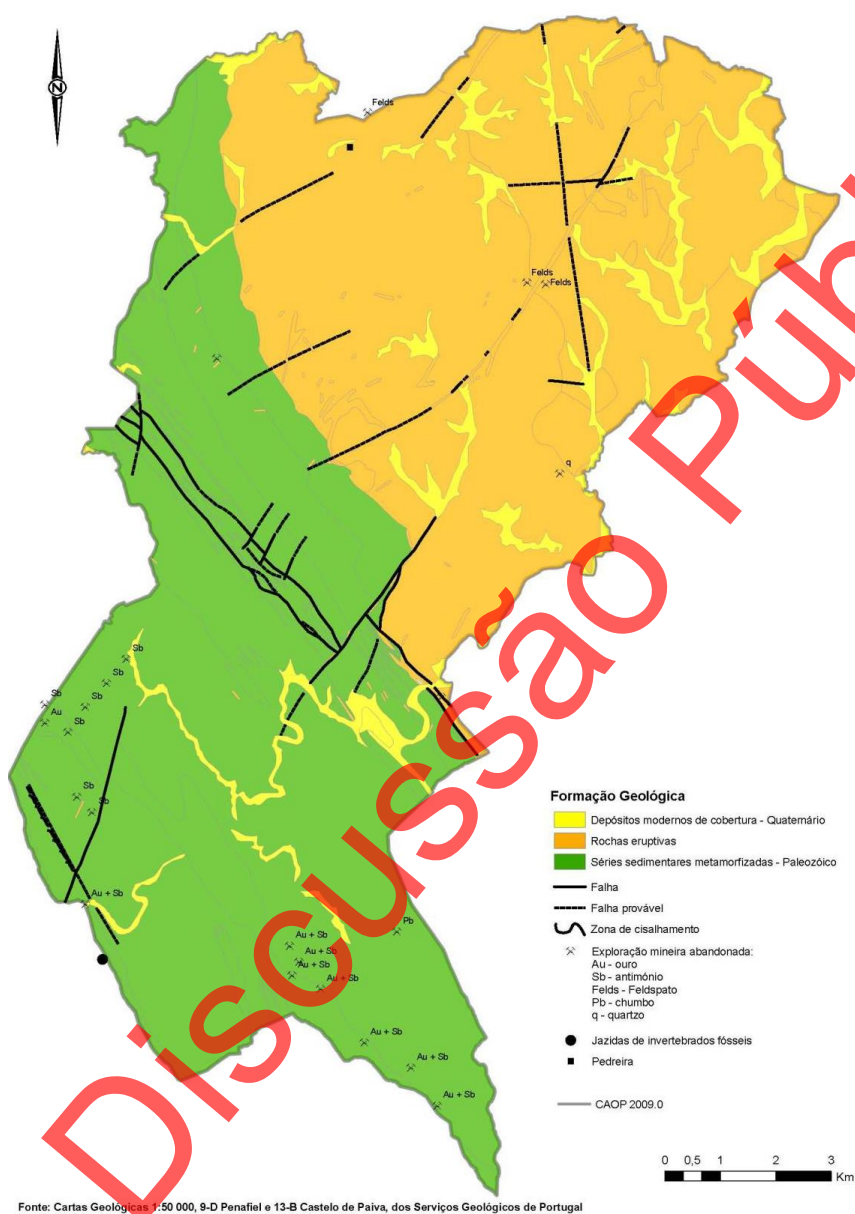 N
Felds
Felds
Felds
q
Sb
Sb
Sb
Sb
Au
Sb
Sb
Sb
Au + Sb
Pb
Au + Sb
Au + Sb
Au + Sb
Au + Sb
Au + Sb
Au + Sb
Au + Sb
Discussão Públ
Formação Geológica
Depósitos modernos de cobertura - Quaternário
Rochas eruptivas
Séries sedimentares metamorfizadas - Paleozóico
Falha
Falha provável
Zona de cisalhamento
Exploração mineira abandonada:
Au - ouro
Sb - antimónio
Felds - Feldspato
Pb - chumbo
q - quartzo
Jazidas de invertebrados fósseis
Pedreira
CAOP 2009.0
0 0,5 1 2 3
Km
Fonte: Cartas Geológicas 1:50 000, 9-D Penafiel e 13-B Castelo de Paiva, dos Serviços Geológicos de Portugal